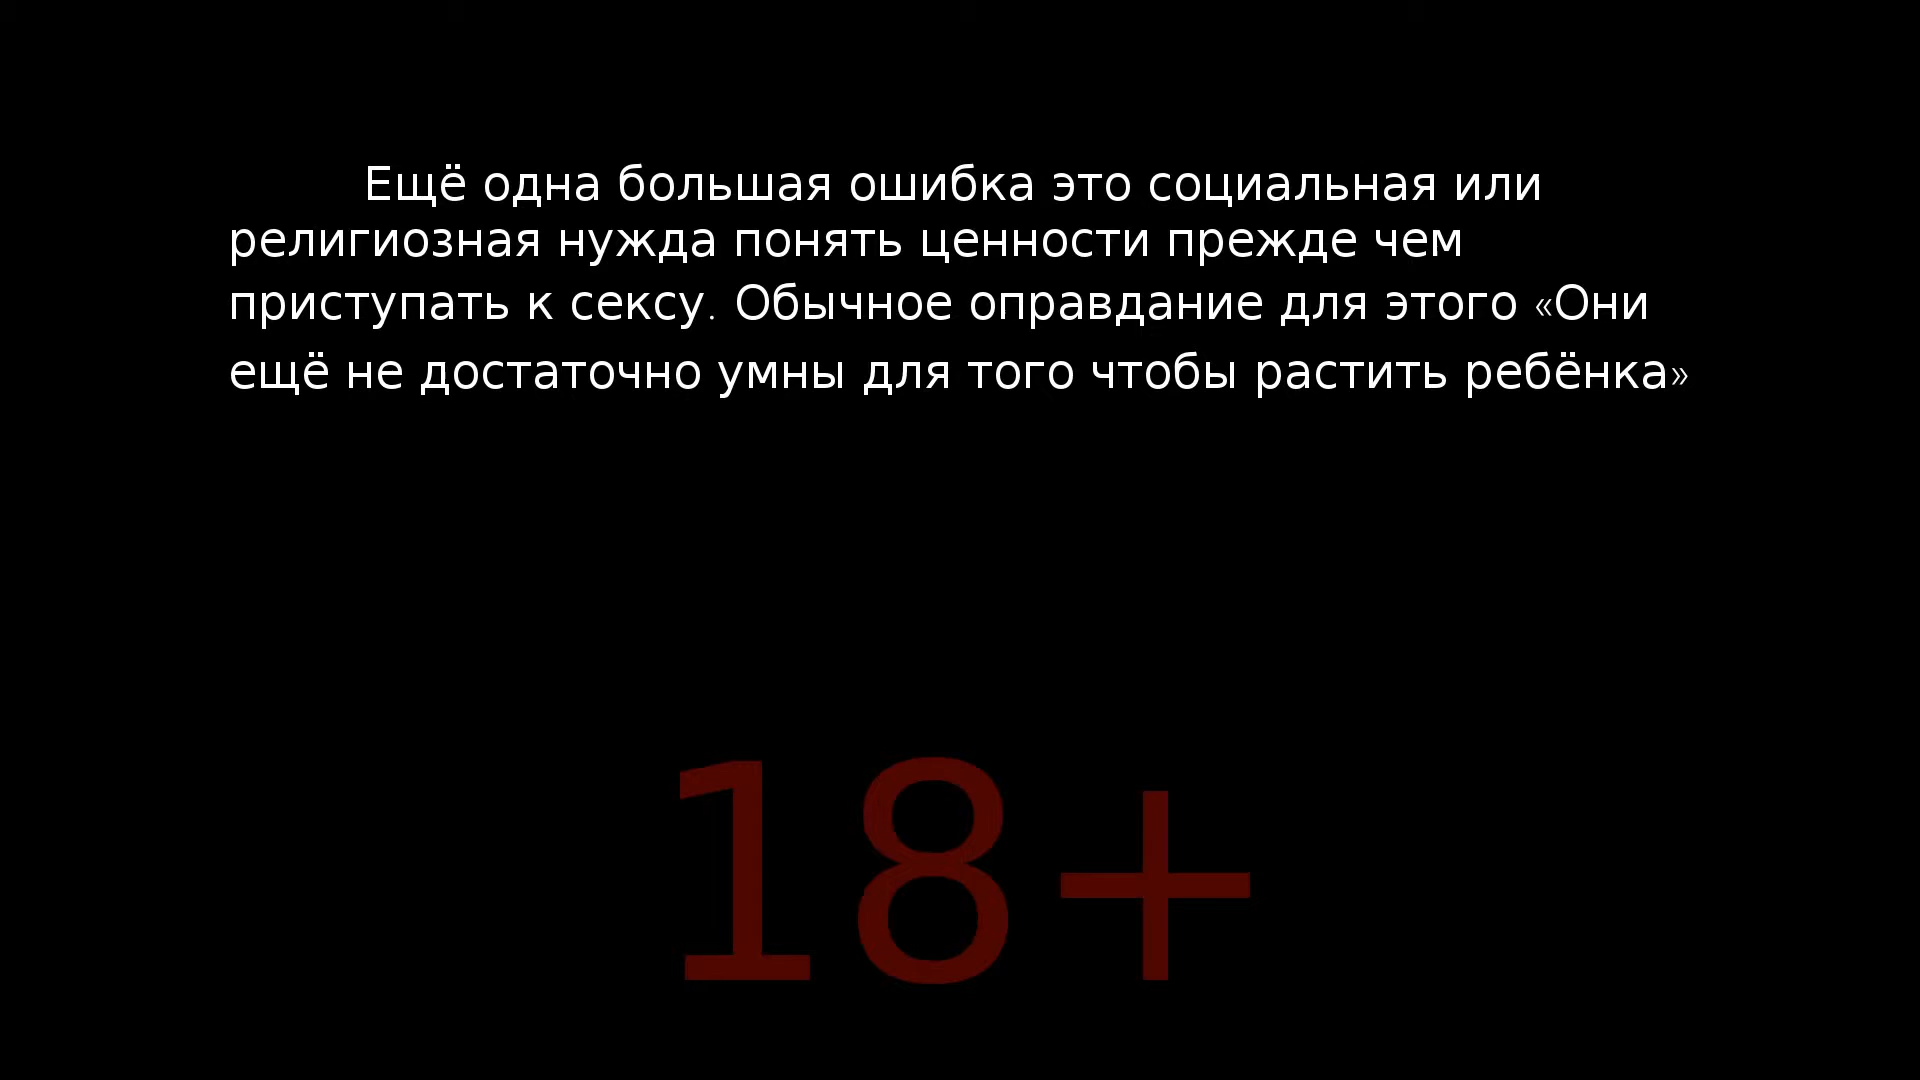 Ещё одна большая ошибка это социальная или
религиозная нужда понять ценности прежде чем
приступать к сексу. Обычное оправдание для этого «Они
ещё не достаточно умны для того чтобы растить ребёнка»
18+